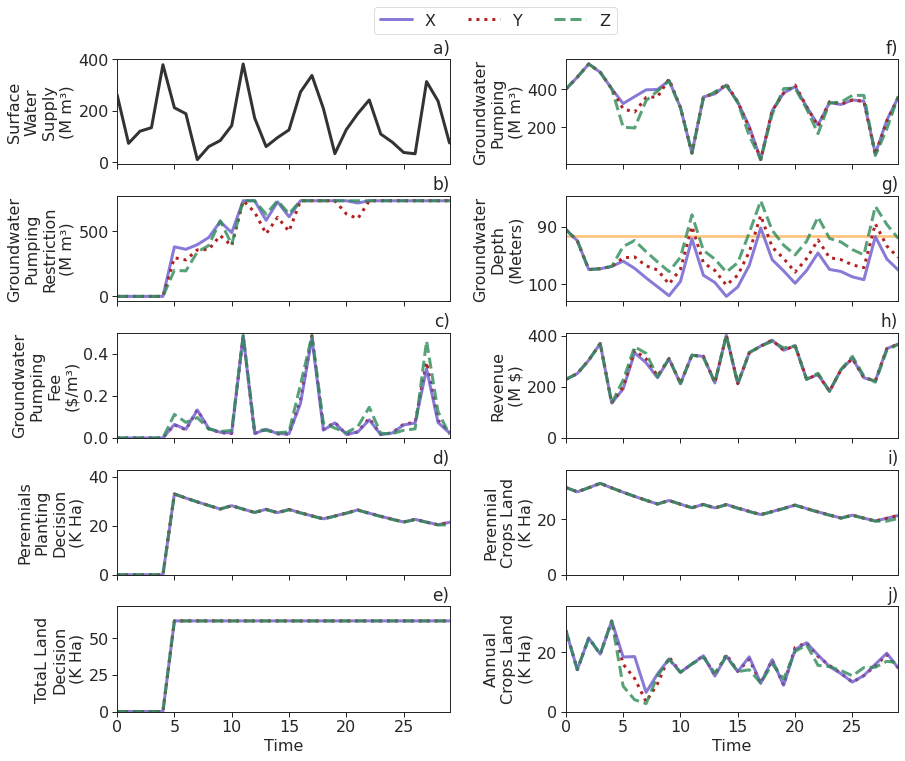 X Y Z
a)
Surface
Water
Supply
(M m³)
400
200
0
f)
Groundwater
Pumping
(M m³)
400
200
b)
Groundwater
Pumping
Restriction
(M m³)
500
0
g)
Groundwater
Depth
(Meters)
90
100
c)
Groundwater
Pumping
Fee
($/m³)
0.4
0.2
0.0
h)
Revenue
(M $)
400
200
0
d)
Perennials
Planting
Decision
(K Ha)
40
20
0
i)
Perennial
Crops Land
(K Ha)
20
0
e)
TotaL Land
Decision
(K Ha)
50
25
0
0 5 10 15 20 25
Time
j)
Annual
Crops Land
(K Ha)
20
0
0 5 10 15 20 25
Time